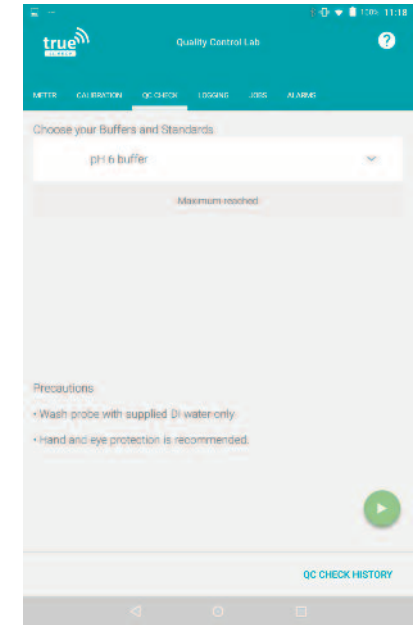 100% 11:18
true
Quality Control Lab
?
METER CALIBRATION QC CHECK LOGGING JOBS ALARMS
Choose your Buffers and Standards
pH 6 buffer
Maximum reached
Precautions
• Wash probe with supplied DI water only
• Hand and eye protection is recommended.
QC CHECK HISTORY